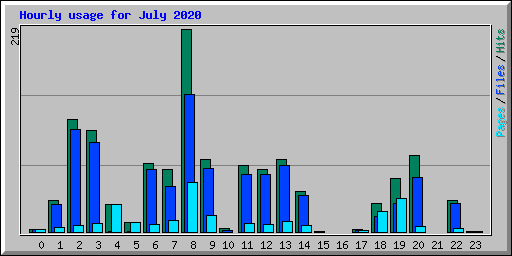 Hourly usage for July 2020
219
Pages / Files / Hits
0 1 2 3 4 5 6 7 8 9 10 11 12 13 14 15 16 17 18 19 20 21 22 23